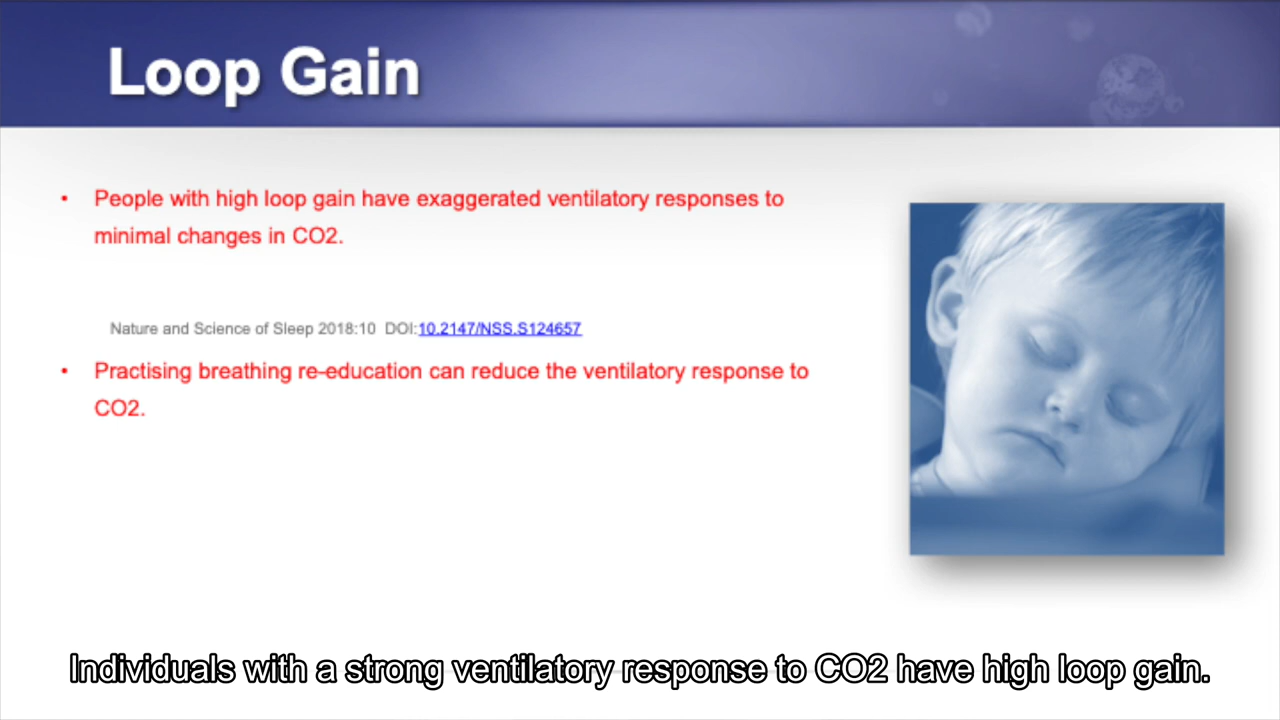 Loop Gain
• People with high loop gain have exaggerated ventilatory responses to
minimal changes in CO2.
Nature and Science of Sleep 2018:10 DOI:10.2147/NSS.S124657
• Practising breathing re-education can reduce the ventilatory response to
CO2.
Individuals with a strong ventilatory response to CO2 have high loop gain.